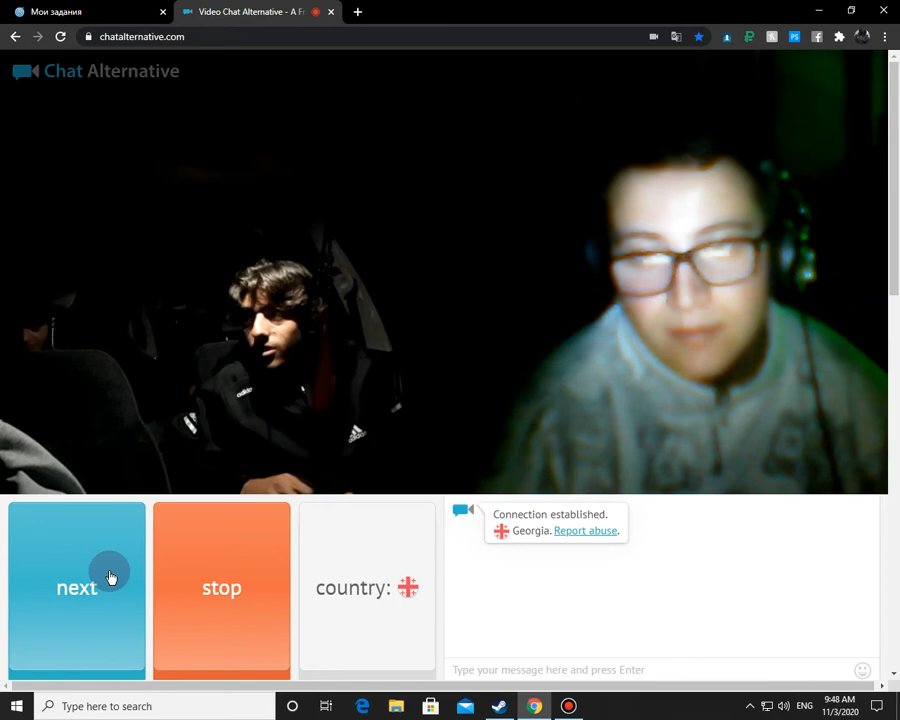 Мои задания
Video Chat Alternative - A Fr
chatalternative.com
Chat Alternative
adidas
Connection established.
Georgia. Report abuse.
next
stop
country:
Type your message here and press Enter
Type here to search
ENG
9:48 AM
11/3/2020